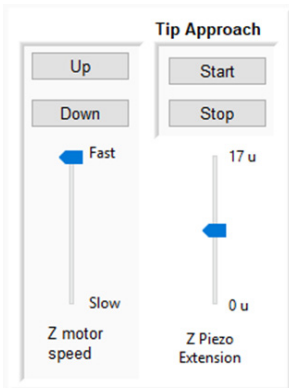 Tip Approach
Up
Down
Fast
Slow
Z motor
speed
Start
Stop
17 u
0 u
Z Piezo
Extension